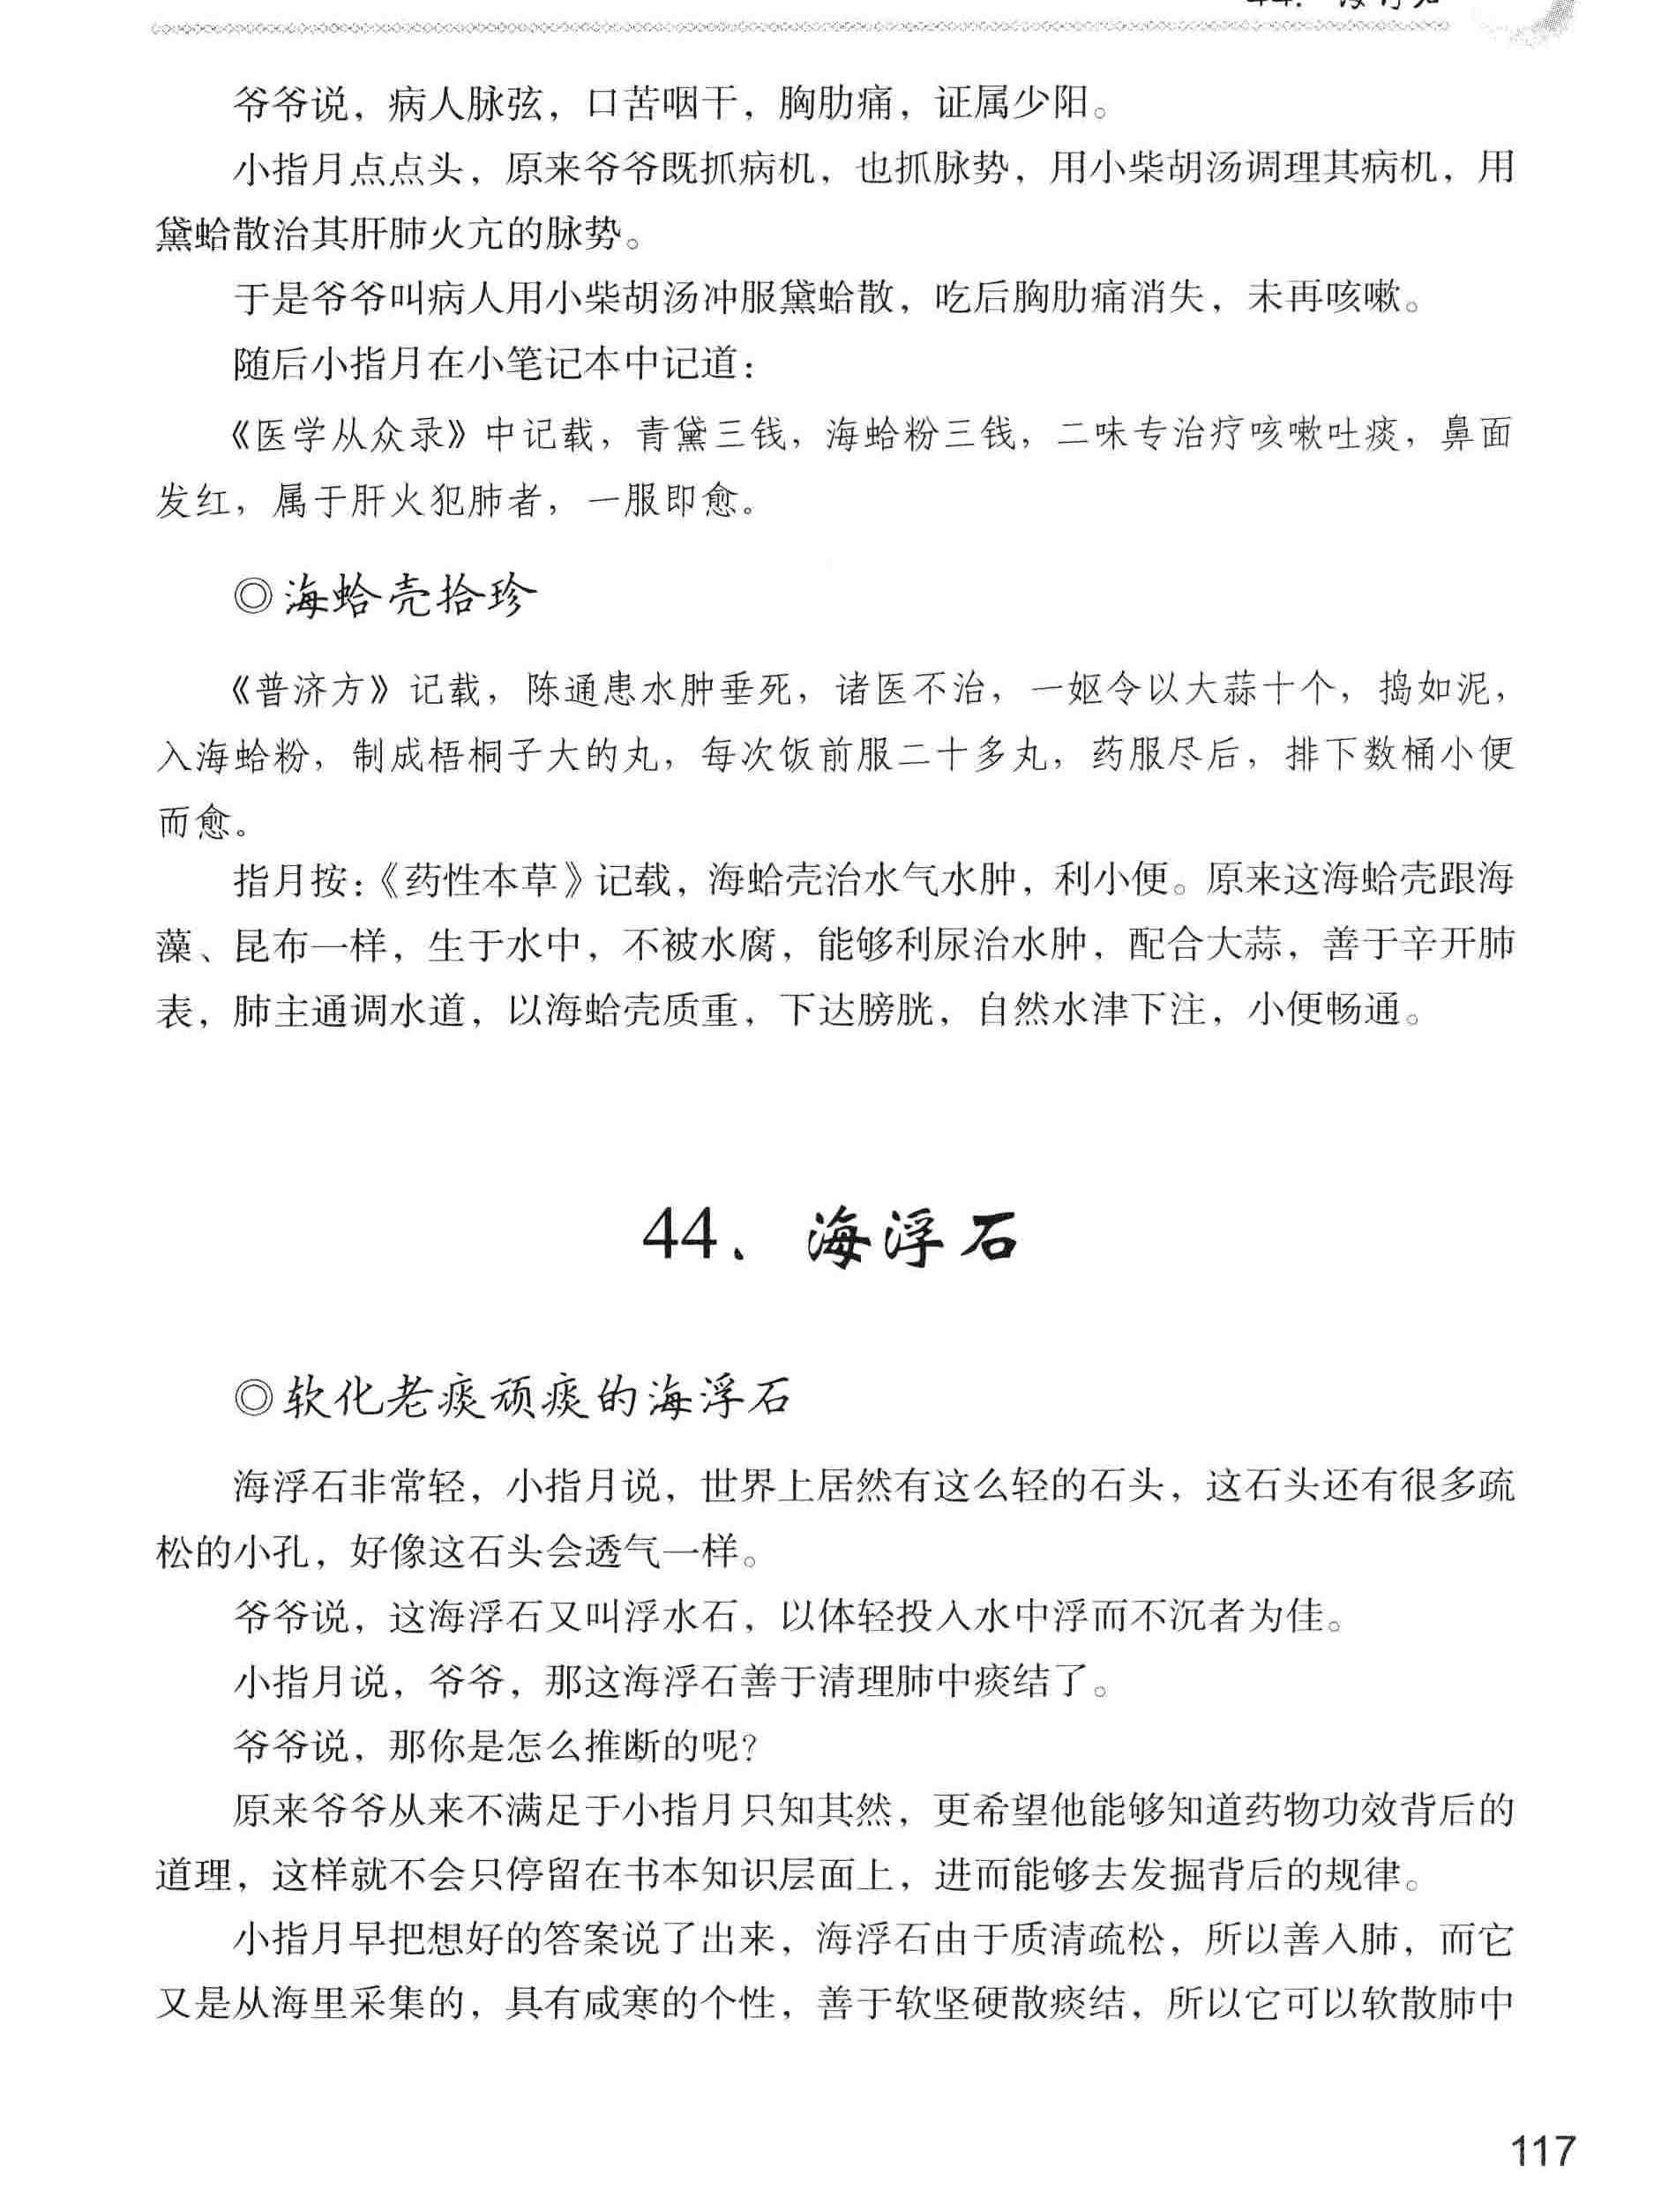 爷爷说，病人脉弦，口苦咽干，胸肋痛，证属少阳。
小指月点点头，原来爷爷既抓病机，也抓脉势，用小柴胡汤调理其病机，用
黛蛤散治其肝肺火亢的脉势。
于是爷爷叫病人用小柴胡汤冲服黛蛤散，吃后胸肋痛消失，未再咳嗽。
随后小指月在小笔记本中记道：
《医学从众录》中记载，青黛三钱，海蛤粉三钱，二味专治疗咳嗽吐痰，鼻面
发红，属于肝火犯肺者，一服即愈。
◎海蛤壳拾珍
《普济方》记载，陈通患水肿垂死，诸医不治，一妪令以大蒜十个，捣如泥，
入海蛤粉，制成梧桐子大的丸，每次饭前服二十多丸，药服尽后，排下数桶小便
而愈。
指月按：《药性本草》记载，海蛤壳治水气水肿，利小便。原来这海蛤壳跟海
藻、昆布一样，生于水中，不被水腐，能够利尿治水肿，配合大蒜，善于辛开肺
表，肺主通调水道，以海蛤壳质重，下达膀胱，自然水津下注，小便畅通。
44．海浮石
◎软化老痰顽痰的海浮石
海浮石非常轻，小指月说，世界上居然有这么轻的石头，这石头还有很多疏
松的小孔，好像这石头会透气一样。
爷爷说，这海浮石又叫浮水石，以体轻投入水中浮而不沉者为佳。
小指月说，爷爷，那这海浮石善于清理肺中痰结了。
爷爷说，那你是怎么推断的呢？
原来爷爷从来不满足于小指月只知其然，更希望他能够知道药物功效背后的
道理，这样就不会只停留在书本知识层面上，进而能够去发掘背后的规律。
小指月早把想好的答案说了出来，海浮石由于质清疏松，所以善入肺，而它
又是从海里采集的，具有咸寒的个性，善于软坚硬散痰结，所以它可以软散肺中
117